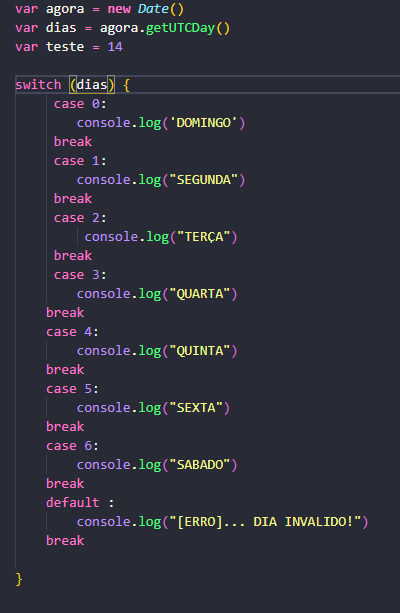 var agora = new Date()
var dias = agora.getUTCDay()
var teste = 14
switch (dias) {
case 0:
console.log('DOMINGO')
break
case 1:
console.log("SEGUNDA")
break
case 2:
console.log("TERÇA")
break
case 3:
console.log("QUARTA")
break
case 4:
console.log("QUINTA")
break
case 5:
console.log("SEXTA")
break
case 6:
console.log("SABADO")
break
default :
console.log("[ERRO]... DIA INVALIDO!")
break
}